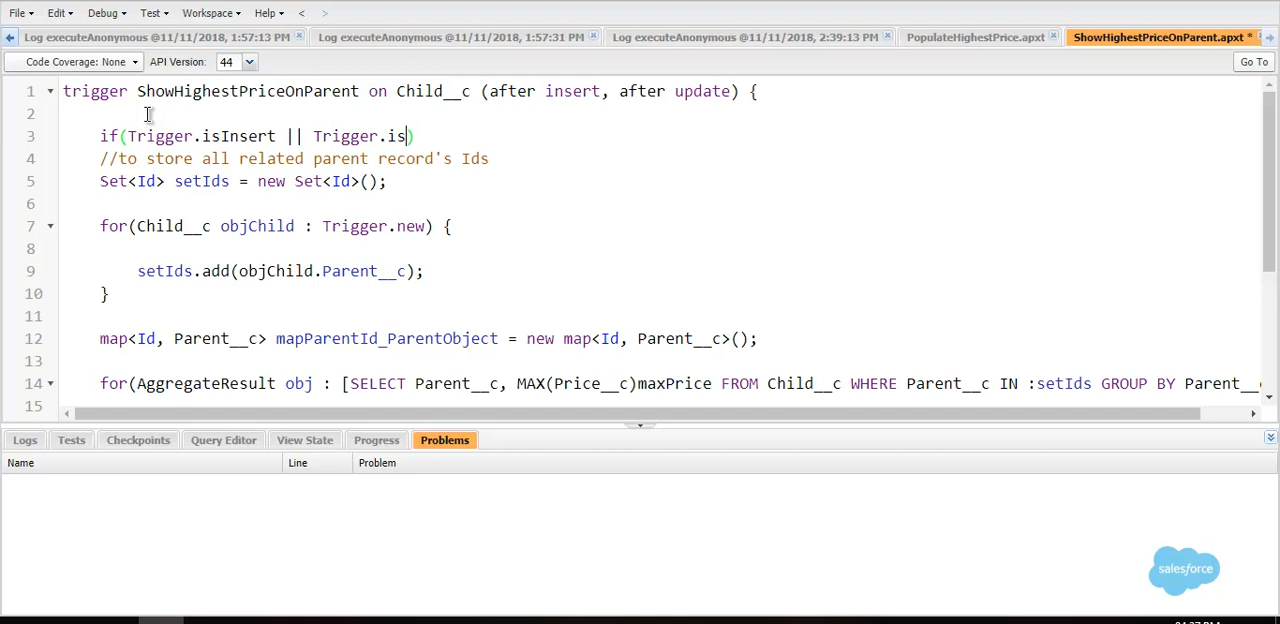 File Edit Debug Test Workspace Help < >
Log executeAnonymous @11/11/2018, 1:57:13 PM Log executeAnonymous @11/11/2018, 1:57:31 PM Log executeAnonymous @11/11/2018, 2:39:13 PM PopulateHighestPrice.apxt ShowHighestPriceOnParent.apxt *
Code Coverage: None API Version: 44 Go To
1 trigger ShowHighestPriceOnParent on Child__c (after insert, after update) {
2
3 if(Trigger.isInsert || Trigger.is)
4 //to store all related parent record's Ids
5 Set<Id> setIds = new Set<Id>();
6
7 for(Child__c objChild : Trigger.new) {
8
9 setIds.add(objChild.Parent__c);
10 }
11
12 map<Id, Parent__c> mapParentId_ParentObject = new map<Id, Parent__c>();
13
14 for(AggregateResult obj : [SELECT Parent__c, MAX(Price__c)maxPrice FROM Child__c WHERE Parent__c IN :setIds GROUP BY Parent__c
15
Logs Tests Checkpoints Query Editor View State Progress Problems
Name Line Problem
salesforce